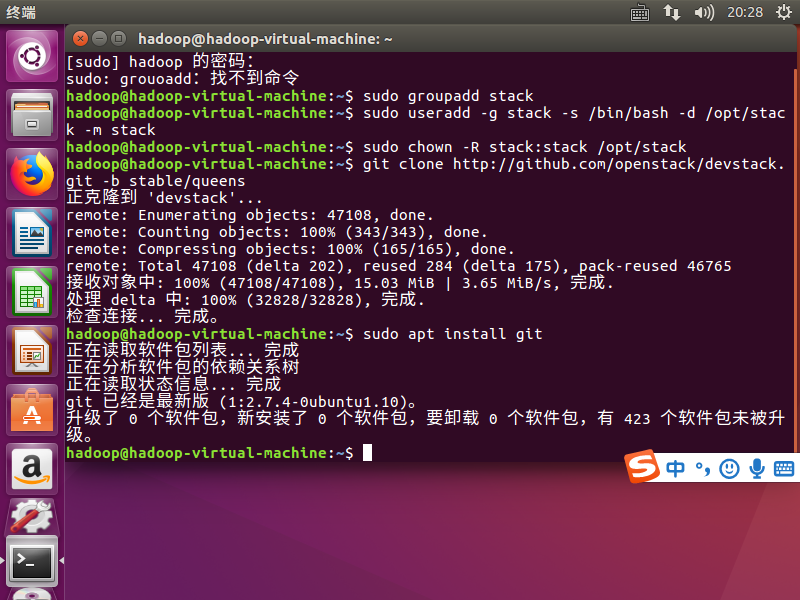 终端
20:28
hadoop@hadoop-virtual-machine: ~
[sudo] hadoop 的密码：
sudo: grouoadd：找不到命令
hadoop@hadoop-virtual-machine:~$ sudo groupadd stack
hadoop@hadoop-virtual-machine:~$ sudo useradd -g stack -s /bin/bash -d /opt/stac
k -m stack
hadoop@hadoop-virtual-machine:~$ sudo chown -R stack:stack /opt/stack
hadoop@hadoop-virtual-machine:~$ git clone http://github.com/openstack/devstack.
git -b stable/queens
正克隆到 'devstack'...
remote: Enumerating objects: 47108, done.
remote: Counting objects: 100% (343/343), done.
remote: Compressing objects: 100% (165/165), done.
remote: Total 47108 (delta 202), reused 284 (delta 175), pack-reused 46765
接收对象中: 100% (47108/47108), 15.03 MiB | 3.65 MiB/s, 完成.
处理 delta 中: 100% (32828/32828), 完成.
检查连接... 完成。
hadoop@hadoop-virtual-machine:~$ sudo apt install git
正在读取软件包列表... 完成
正在分析软件包的依赖关系树
正在读取状态信息... 完成
git 已经是最新版 (1:2.7.4-0ubuntu1.10)。
升级了 0 个软件包，新安装了 0 个软件包，要卸载 0 个软件包，有 423 个软件包未被升
级。
hadoop@hadoop-virtual-machine:~$
中